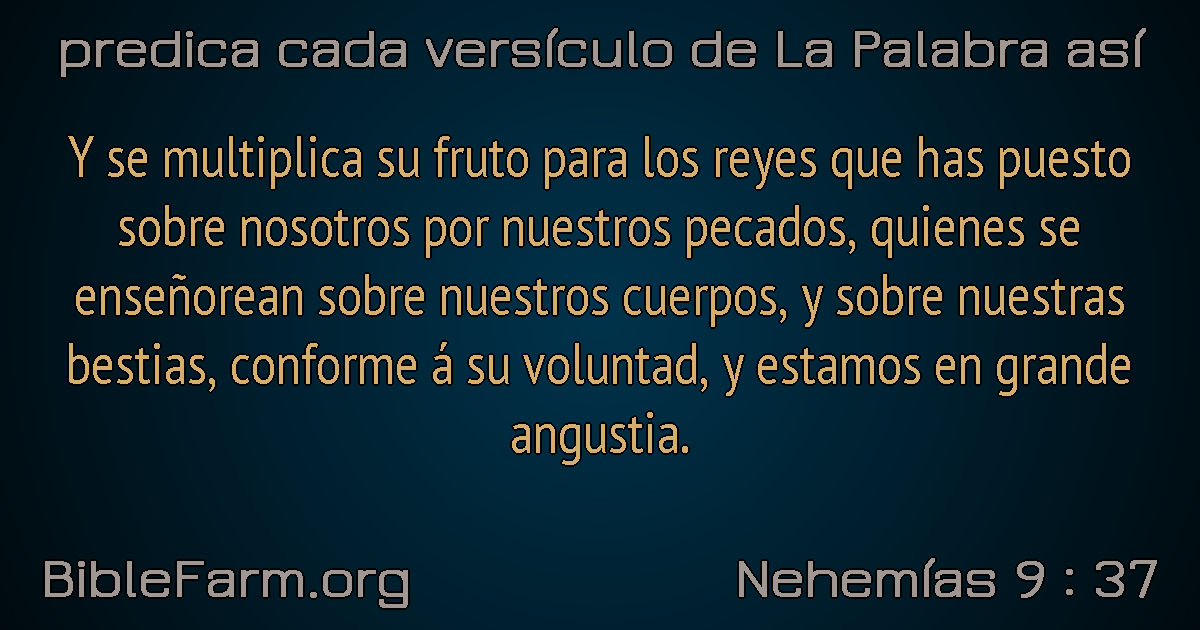 predica cada versículo de La Palabra así
Y se multiplica su fruto para los reyes que has puesto
sobre nosotros por nuestros pecados, quienes se
enseñorean sobre nuestros cuerpos, y sobre nuestras
bestias, conforme á su voluntad, y estamos en grande
angustia.
BibleFarm.org
Nehemías 9 : 37